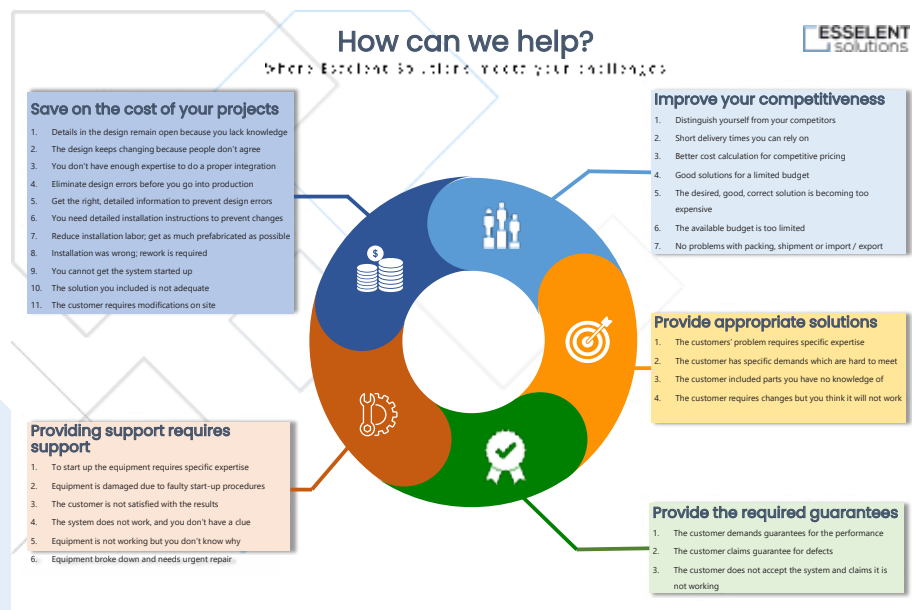 How can we help?
Where Esselent Solutions meets your challenges
ESSELENT
solutions
Save on the cost of your projects
1. Details in the design remain open because you lack knowledge
2. The design keeps changing because people don't agree
3. You don't have enough expertise to do a proper integration
4. Eliminate design errors before you go into production
5. Get the right, detailed information to prevent design errors
6. You need detailed installation instructions to prevent changes
7. Reduce installation labor; get as much prefabricated as possible
8. Installation was wrong; rework is required
9. You cannot get the system started up
10. The solution you included is not adequate
11. The customer requires modifications on site
Improve your competitiveness
1. Distinguish yourself from your competitors
2. Short delivery times you can rely on
3. Better cost calculation for competitive pricing
4. Good solutions for a limited budget
5. The desired, good, correct solution is becoming too
expensive
6. The available budget is too limited
7. No problems with packing, shipment or import / export
$
Provide appropriate solutions
1. The customers' problem requires specific expertise
2. The customer has specific demands which are hard to meet
3. The customer included parts you have no knowledge of
4. The customer requires changes but you think it will not work
Providing support requires
support
1. To start up the equipment requires specific expertise
2. Equipment is damaged due to faulty start-up procedures
3. The customer is not satisfied with the results
4. The system does not work, and you don't have a clue
5. Equipment is not working but you don't know why
6. Equipment broke down and needs urgent repair
Provide the required guarantees
1. The customer demands guarantees for the performance
2. The customer claims guarantee for defects
3. The customer does not accept the system and claims it is
not working